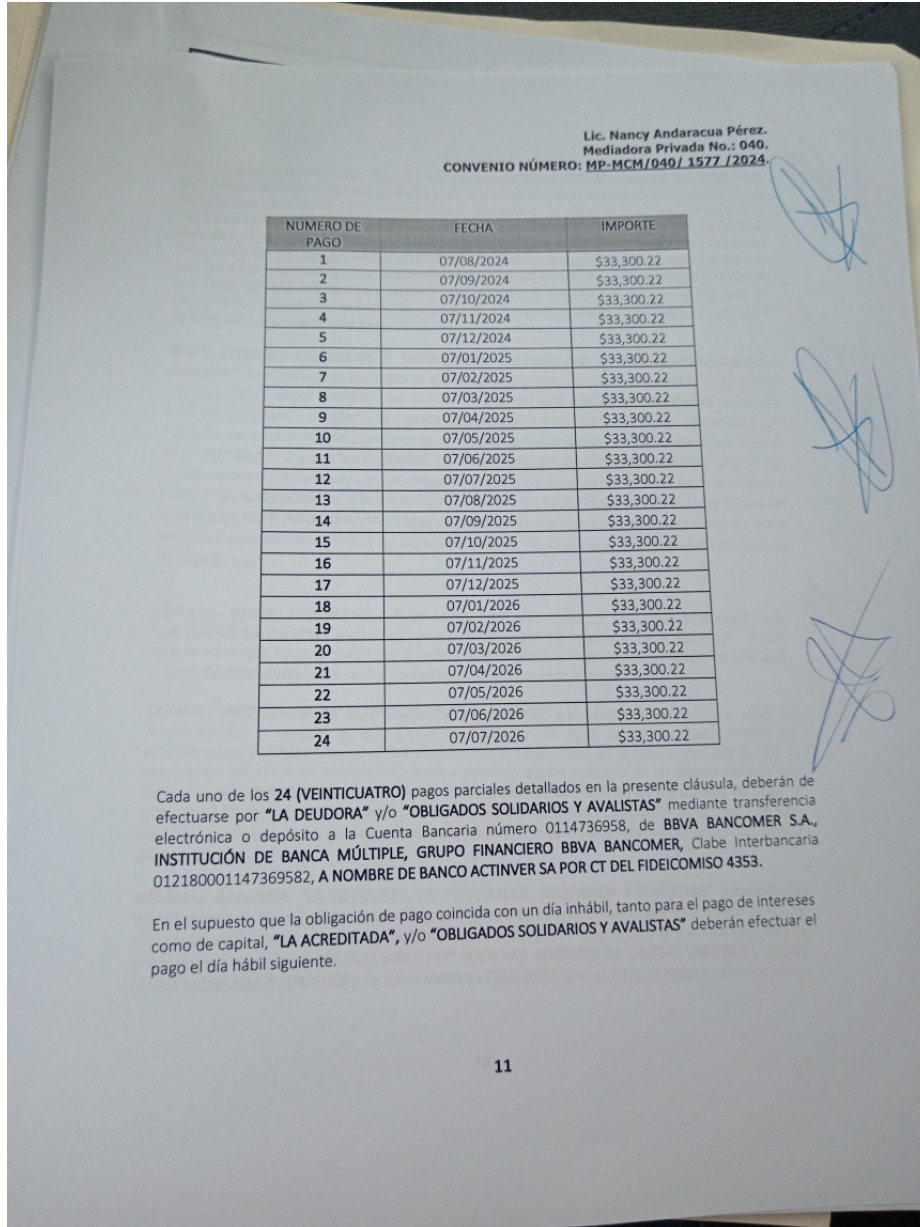 Lic. Nancy Andaracua Pérez.
Mediadora Privada No.: 040.
CONVENIO NÚMERO: MP-MCM/040/ 1577 /2024.
NUMERO DE PAGO FECHA IMPORTE
1 07/08/2024 $33,300.22
2 07/09/2024 $33,300.22
3 07/10/2024 $33,300.22
4 07/11/2024 $33,300.22
5 07/12/2024 $33,300.22
6 07/01/2025 $33,300.22
7 07/02/2025 $33,300.22
8 07/03/2025 $33,300.22
9 07/04/2025 $33,300.22
10 07/05/2025 $33,300.22
11 07/06/2025 $33,300.22
12 07/07/2025 $33,300.22
13 07/08/2025 $33,300.22
14 07/09/2025 $33,300.22
15 07/10/2025 $33,300.22
16 07/11/2025 $33,300.22
17 07/12/2025 $33,300.22
18 07/01/2026 $33,300.22
19 07/02/2026 $33,300.22
20 07/03/2026 $33,300.22
21 07/04/2026 $33,300.22
22 07/05/2026 $33,300.22
23 07/06/2026 $33,300.22
24 07/07/2026 $33,300.22
Cada uno de los 24 (VEINTICUATRO) pagos parciales detallados en la presente cláusula, deberán de
efectuarse por “LA DEUDORA” y/o “OBLIGADOS SOLIDARIOS Y AVALISTAS” mediante transferencia
electrónica o depósito a la Cuenta Bancaria número 0114736958, de BBVA BANCOMER S.A.,
INSTITUCIÓN DE BANCA MÚLTIPLE, GRUPO FINANCIERO BBVA BANCOMER, Clabe Interbancaria
012180001147369582, A NOMBRE DE BANCO ACTINVER SA POR CT DEL FIDEICOMISO 4353.
En el supuesto que la obligación de pago coincida con un día inhábil, tanto para el pago de intereses
como de capital, “LA ACREDITADA”, y/o “OBLIGADOS SOLIDARIOS Y AVALISTAS” deberán efectuar el
pago el día hábil siguiente.
11